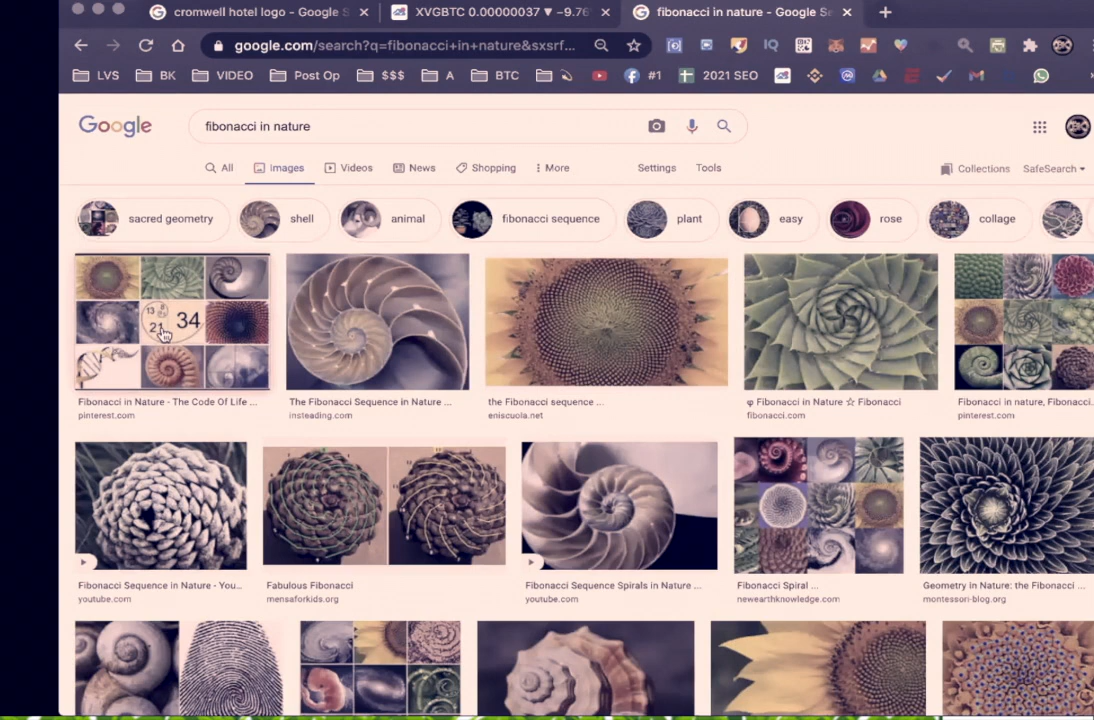 cromwell hotel logo - Google S
XVGBTC 0.00000037 ▼ −9.76
fibonacci in nature - Google Se
google.com/search?q=fibonacci+in+nature&sxsrf...
LVS BK VIDEO Post Op $$$ A BTC #1 2021 SEO
Google
fibonacci in nature
All Images Videos News Shopping More Settings Tools
Collections SafeSearch
sacred geometry shell animal fibonacci sequence plant easy rose collage
13 8
21 34
Fibonacci in Nature - The Code Of Life ...
pinterest.com
The Fibonacci Sequence in Nature ...
insteading.com
the Fibonacci sequence ...
eniscuola.net
φ Fibonacci in Nature ☆ Fibonacci
fibonacci.com
Fibonacci in nature, Fibonacci...
pinterest.com
Fibonacci Sequence in Nature - You...
youtube.com
Fabulous Fibonacci
mensaforkids.org
Fibonacci Sequence Spirals in Nature ...
youtube.com
Fibonacci Spiral ...
newearthknowledge.com
Geometry in Nature: the Fibonacci ...
montessori-blog.org